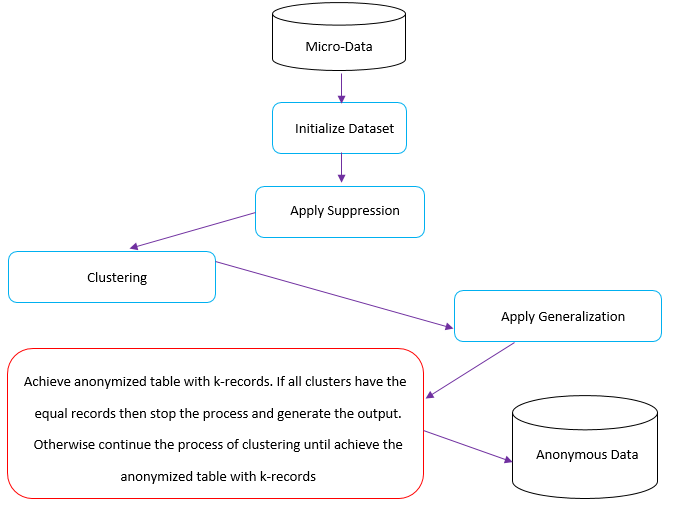 Micro-Data
Initialize Dataset
Apply Suppression
Clustering
Apply Generalization
Achieve anonymized table with k-records. If all clusters have the
equal records then stop the process and generate the output.
Otherwise continue the process of clustering until achieve the
anonymized table with k-records
Anonymous Data